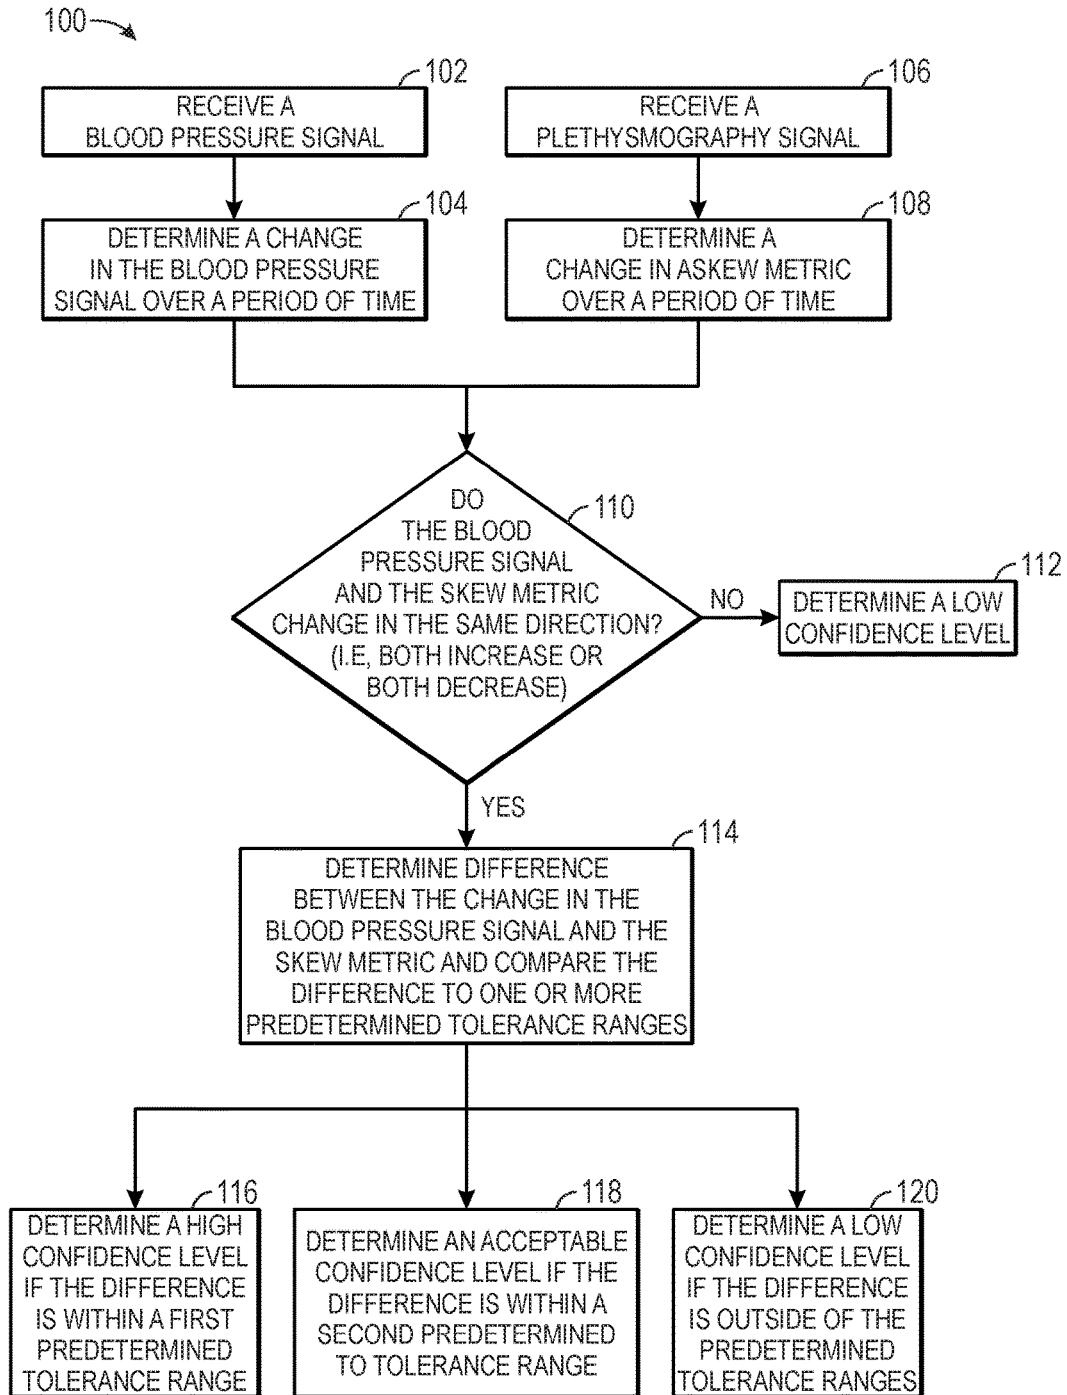 100
102
RECEIVE A
BLOOD PRESSURE SIGNAL
106
RECEIVE A
PLETHYSMOGRAPHY SIGNAL
104
DETERMINE A CHANGE
IN THE BLOOD PRESSURE
SIGNAL OVER A PERIOD OF TIME
108
DETERMINE A
CHANGE IN ASKEW METRIC
OVER A PERIOD OF TIME
110
DO
THE BLOOD
PRESSURE SIGNAL
AND THE SKEW METRIC
CHANGE IN THE SAME DIRECTION?
(I.E, BOTH INCREASE OR
BOTH DECREASE)
NO
112
DETERMINE A LOW
CONFIDENCE LEVEL
YES
114
DETERMINE DIFFERENCE
BETWEEN THE CHANGE IN THE
BLOOD PRESSURE SIGNAL AND THE
SKEW METRIC AND COMPARE THE
DIFFERENCE TO ONE OR MORE
PREDETERMINED TOLERANCE RANGES
116
DETERMINE A HIGH
CONFIDENCE LEVEL
IF THE DIFFERENCE
IS WITHIN A FIRST
PREDETERMINED
TOLERANCE RANGE
118
DETERMINE AN ACCEPTABLE
CONFIDENCE LEVEL IF THE
DIFFERENCE IS WITHIN A
SECOND PREDETERMINED
TO TOLERANCE RANGE
120
DETERMINE A LOW
CONFIDENCE LEVEL
IF THE DIFFERENCE
IS OUTSIDE OF THE
PREDETERMINED
TOLERANCE RANGES